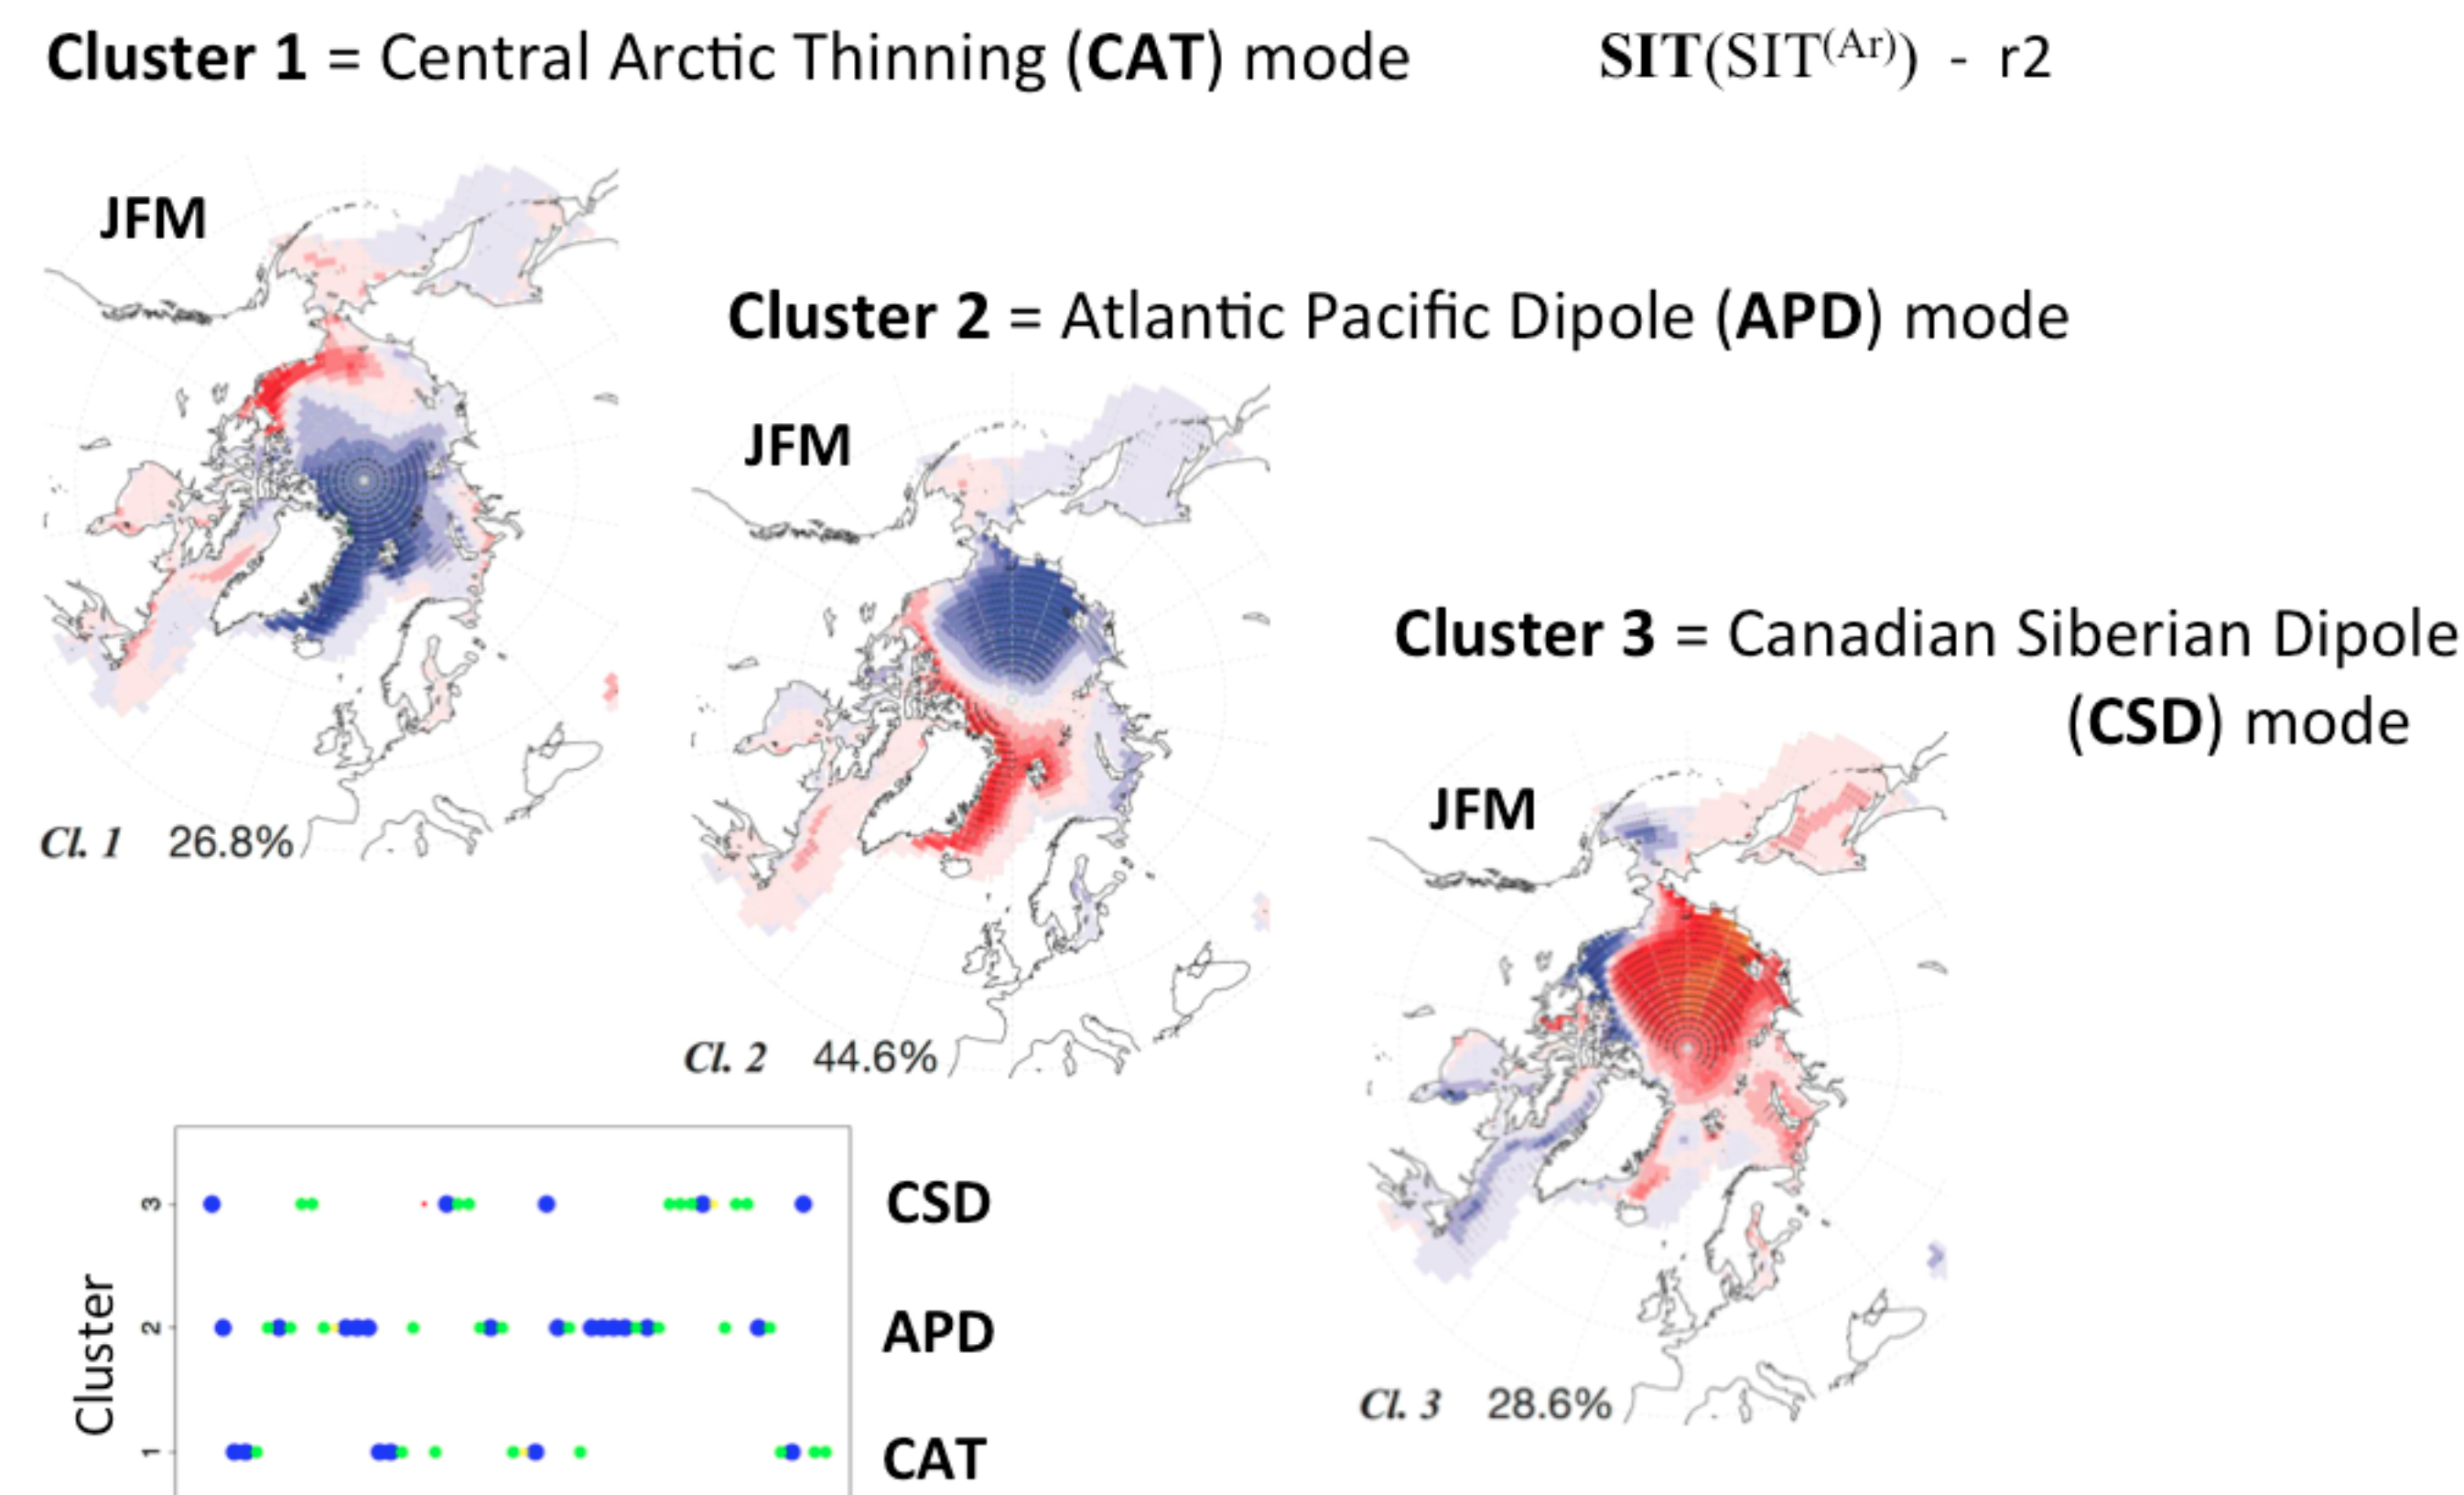 Cluster 1 = Central Arctic Thinning (CAT) mode
SIT(SIT(Ar)) - r2
JFM
Cl. 1 26.8%
Cluster 2 = Atlantic Pacific Dipole (APD) mode
JFM
Cl. 2 44.6%
Cluster 3 = Canadian Siberian Dipole
(CSD) mode
JFM
Cl. 3 28.6%
Cluster
3
CSD
2
APD
1
CAT